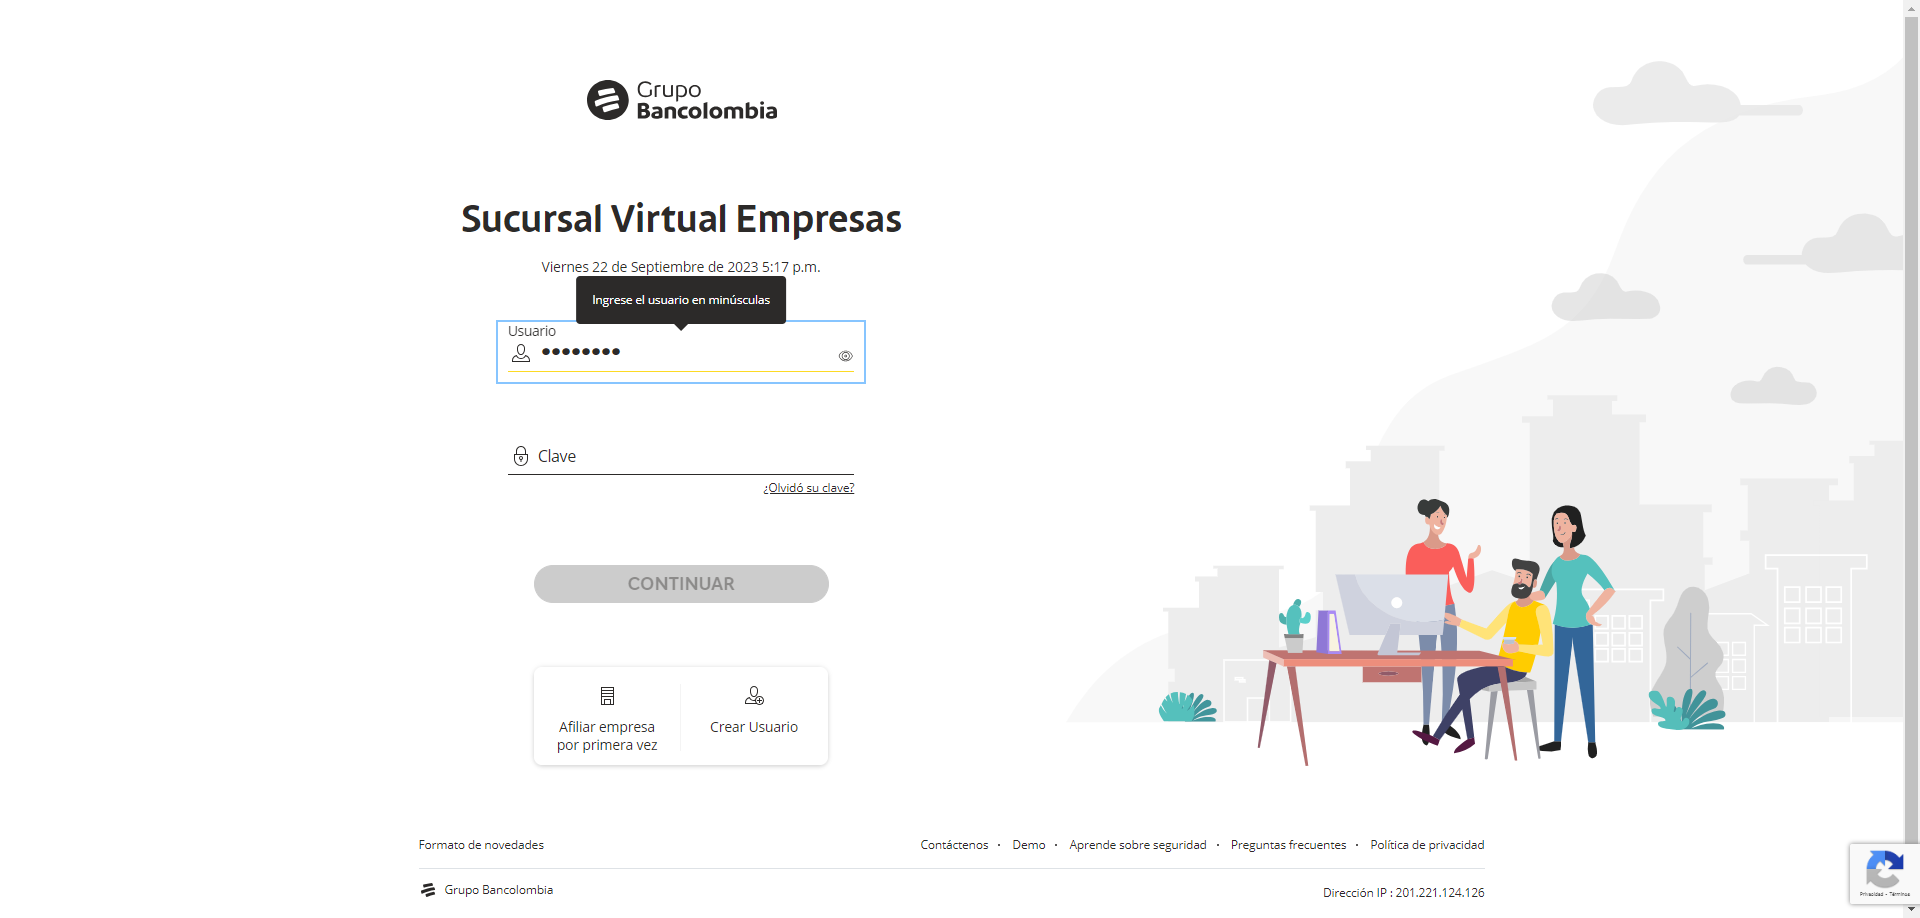 Grupo
Bancolombia
Sucursal Virtual Empresas
Viernes 22 de Septiembre de 2023 5:17 p.m.
Ingrese el usuario en minúsculas
Usuario
••••••••
Clave
¿Olvidó su clave?
CONTINUAR
Afiliar empresa
por primera vez
Crear Usuario
Formato de novedades
Contáctenos · Demo · Aprende sobre seguridad · Preguntas frecuentes · Política de privacidad
Grupo Bancolombia
Dirección IP : 201.221.124.126
Privacidad - Términos